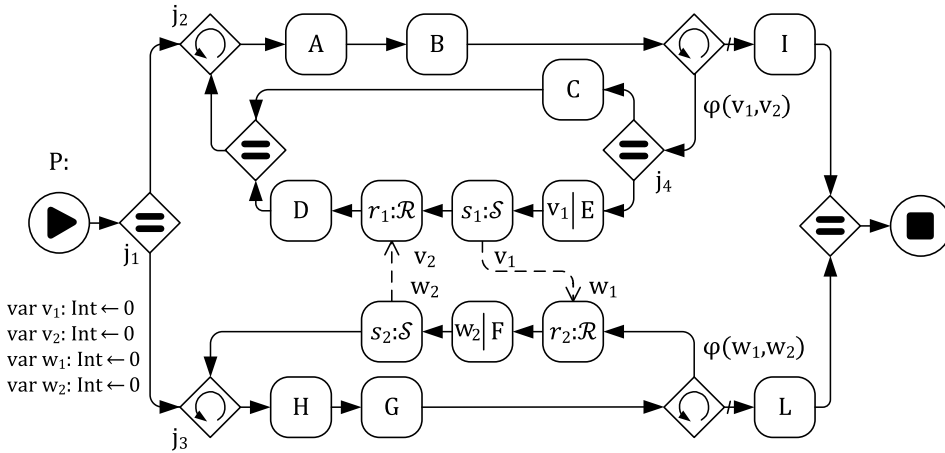 j₂
A
B
I
C
φ(v₁,v₂)
P:
j₄
D
r₁:ℛ
s₁:𝒮
v₁|E
j₁
v₂
v₁
w₂
w₁
var v₁: Int ← 0
var v₂: Int ← 0
var w₁: Int ← 0
var w₂: Int ← 0
s₂:𝒮
w₂|F
r₂:ℛ
φ(w₁,w₂)
H
G
L
j₃